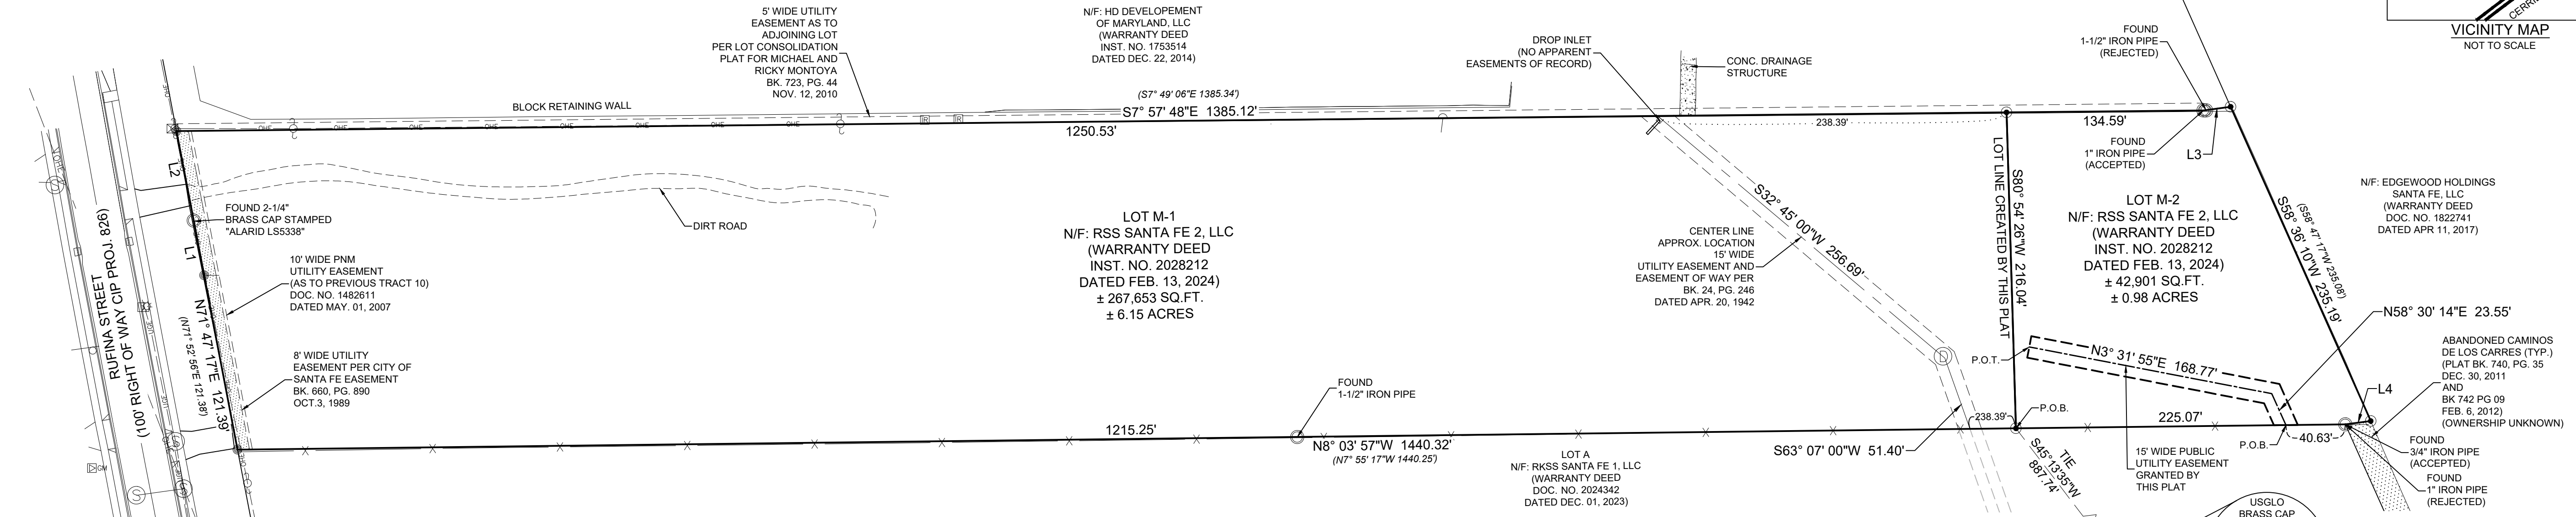 5' WIDE UTILITY
EASEMENT AS TO
ADJOINING LOT
PER LOT CONSOLIDATION
PLAT FOR MICHAEL AND
RICKY MONTOYA
BK. 723, PG. 44
NOV. 12, 2010
N/F: HD DEVELOPEMENT
OF MARYLAND, LLC
(WARRANTY DEED
INST. NO. 1753514
DATED DEC. 22, 2014)
DROP INLET
(NO APPARENT
EASEMENTS OF RECORD)
CONC. DRAINAGE
STRUCTURE
FOUND
1-1/2" IRON PIPE
(REJECTED)
VICINITY MAP
NOT TO SCALE
BLOCK RETAINING WALL
(S7° 49' 06"E 1385.34')
S7° 57' 48"E 1385.12'
1250.53'
238.39'
134.59'
FOUND
1" IRON PIPE
(ACCEPTED)
L3
OHE
OHE
OHE
OHE
OHE
OHE
OHE
OHE
OHE
L2
L1
FOUND 2-1/4"
BRASS CAP STAMPED
"ALARID LS5338"
DIRT ROAD
10' WIDE PNM
UTILITY EASEMENT
(AS TO PREVIOUS TRACT 10)
DOC. NO. 1482611
DATED MAY. 01, 2007
8' WIDE UTILITY
EASEMENT PER CITY OF
SANTA FE EASEMENT
BK. 660, PG. 890
OCT.3, 1989
RUFINA STREET
(100' RIGHT OF WAY CIP PROJ. 826)
N71° 47' 17"E 121.39'
(N71° 52' 56"E 121.38')
S
S
GM
LOT M-1
N/F: RSS SANTA FE 2, LLC
(WARRANTY DEED
INST. NO. 2028212
DATED FEB. 13, 2024)
± 267,653 SQ.FT.
± 6.15 ACRES
S32° 45' 00"W 256.69'
CENTER LINE
APPROX. LOCATION
15' WIDE
UTILITY EASEMENT AND
EASEMENT OF WAY PER
BK. 24, PG. 246
DATED APR. 20, 1942
D
LOT LINE CREATED BY THIS PLAT
S80° 54' 26"W 216.04'
LOT M-2
N/F: RSS SANTA FE 2, LLC
(WARRANTY DEED
INST. NO. 2028212
DATED FEB. 13, 2024)
± 42,901 SQ.FT.
± 0.98 ACRES
S58° 36' 10"W 235.19'
(S58° 47' 17"W 235.08')
N/F: EDGEWOOD HOLDINGS
SANTA FE, LLC
(WARRANTY DEED
DOC. NO. 1822741
DATED APR 11, 2017)
N58° 30' 14"E 23.55'
P.O.T.
N3° 31' 55"E 168.77'
ABANDONED CAMINOS
DE LOS CARRES (TYP.)
(PLAT BK. 740, PG. 35
DEC. 30, 2011
AND
BK 742 PG 09
FEB. 6, 2012)
(OWNERSHIP UNKNOWN)
L4
FOUND
1-1/2" IRON PIPE
1215.25'
N8° 03' 57"W 1440.32'
(N7° 55' 17"W 1440.25')
LOT A
N/F: RKSS SANTA FE 1, LLC
(WARRANTY DEED
DOC. NO. 2024342
DATED DEC. 01, 2023)
S63° 07' 00"W 51.40'
238.39'
P.O.B.
225.07'
P.O.B.
40.63'
TIE
S45°13'35"W
887.74'
15' WIDE PUBLIC
UTILITY EASEMENT
GRANTED BY
THIS PLAT
FOUND
3/4" IRON PIPE
(ACCEPTED)
FOUND
1" IRON PIPE
(REJECTED)
USGLO
BRASS CAP